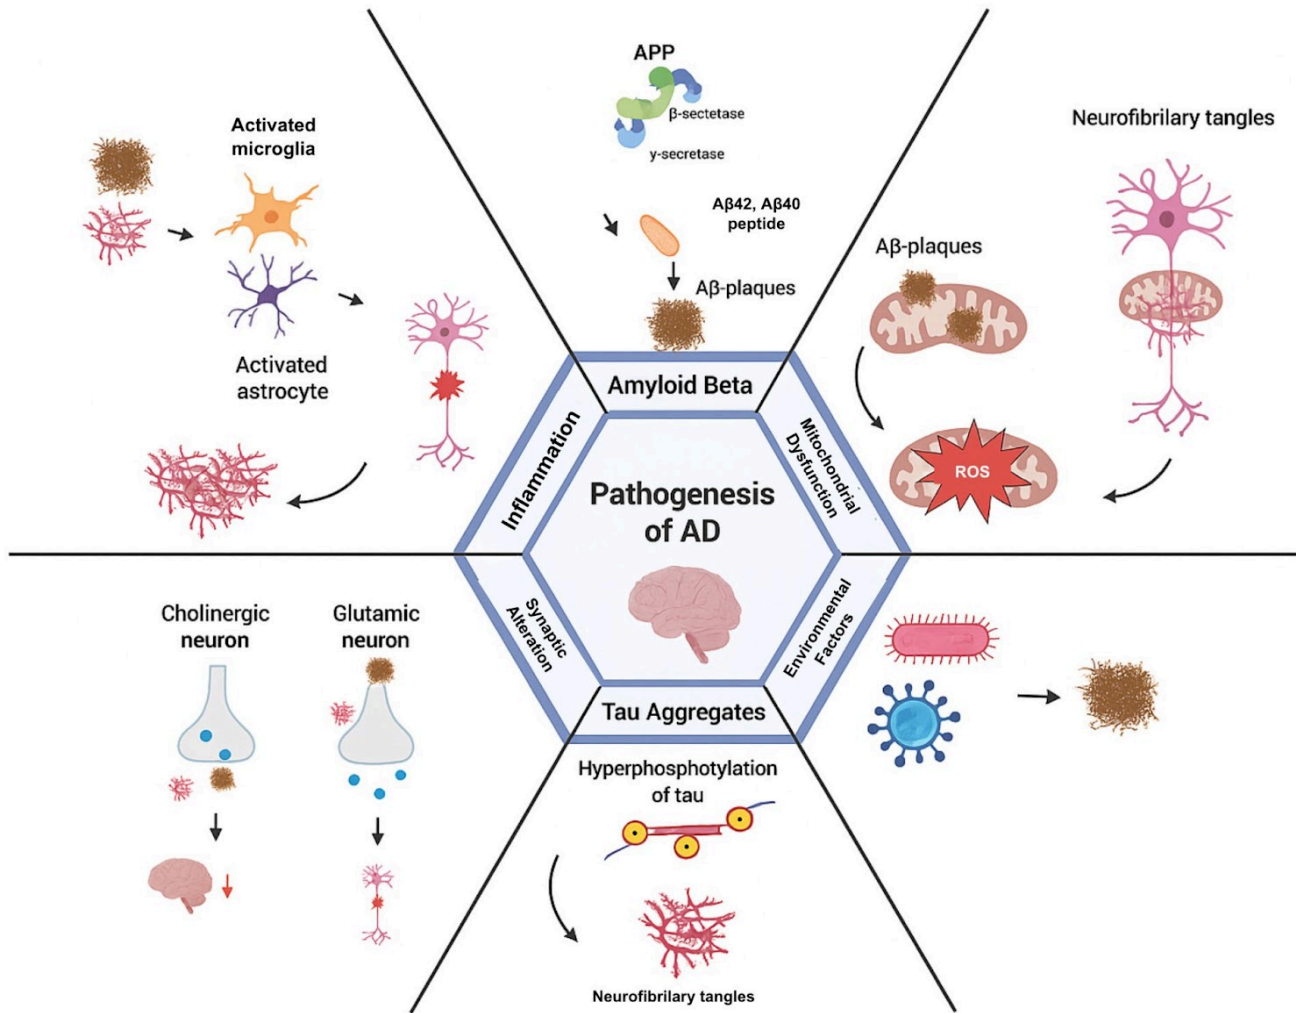 APP
β-sectetase
y-secretase
Aβ42, Aβ40
peptide
Aβ-plaques
Amyloid Beta
Neurofibrilary tangles
Aβ-plaques
ROS
Mitochondrial
Dysfunction
Activated
microglia
Activated
astrocyte
Inflammation
Pathogenesis
of AD
Cholinergic
neuron
Glutamic
neuron
Synaptic
Alteration
Environmental
Factors
Tau Aggregates
Hyperphosphotylation
of tau
Neurofibrilary tangles